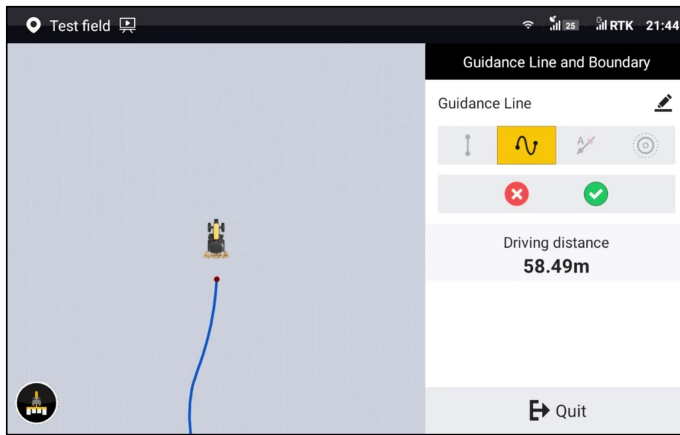 Test field
25
RTK 21:44
Guidance Line and Boundary
Guidance Line
A
Driving distance
58.49m
Quit